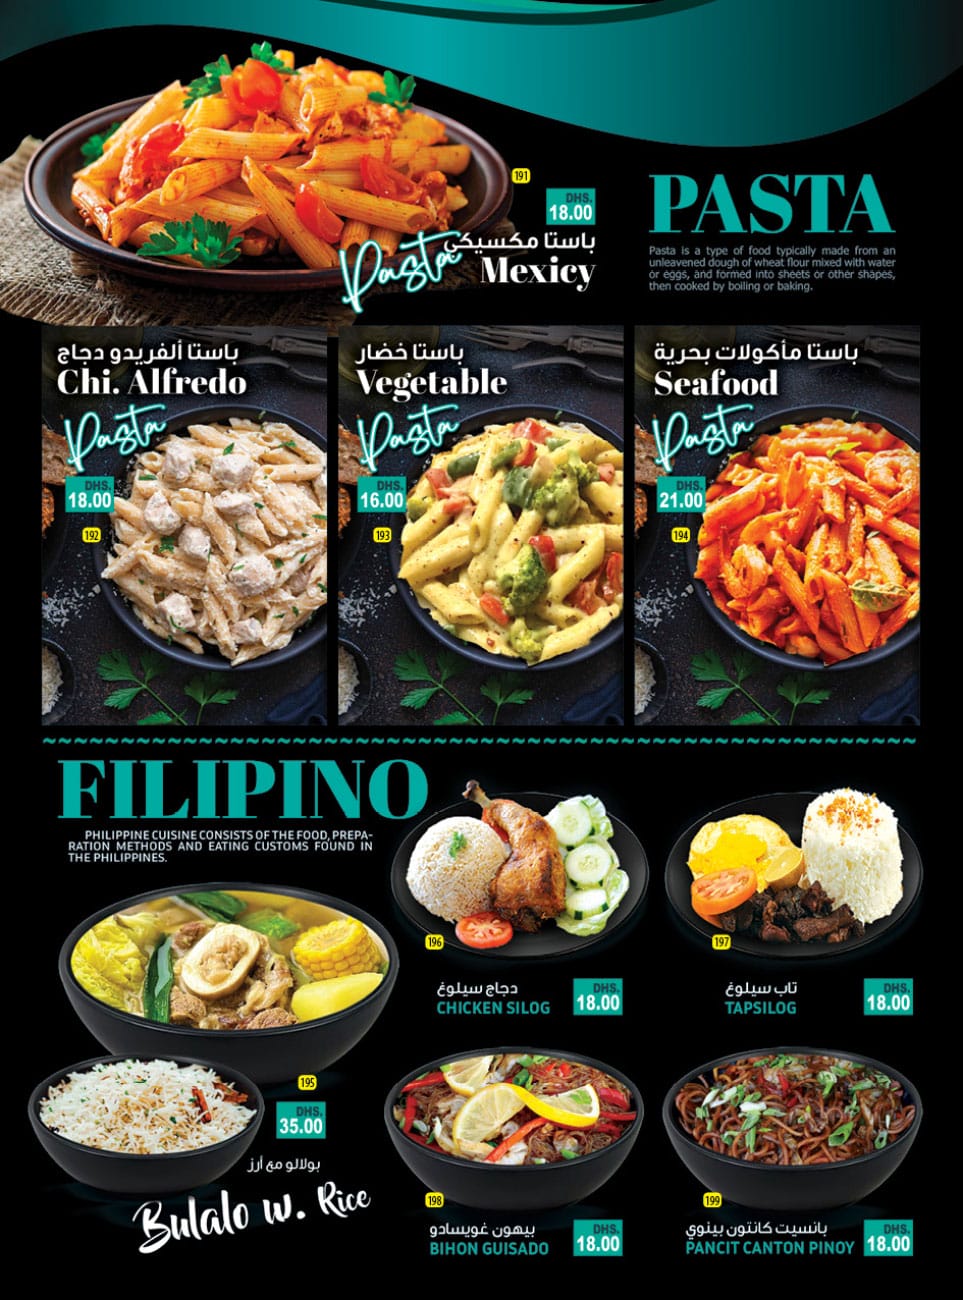 191
DHS.
18.00
باستا مكسيكي
Pasta
Mexicy
PASTA
Pasta is a type of food typically made from an
unleavened dough of wheat flour mixed with water
or eggs, and formed into sheets or other shapes,
then cooked by boiling or baking.
باستا ألفريدو دجاج
Chi. Alfredo
Pasta
DHS.
18.00
192
باستا خضار
Vegetable
Pasta
DHS.
16.00
193
باستا مأكولات بحرية
Seafood
Pasta
DHS.
21.00
194
FILIPINO
PHILIPPINE CUISINE CONSISTS OF THE FOOD, PREPA-
RATION METHODS AND EATING CUSTOMS FOUND IN
THE PHILIPPINES.
195
DHS.
35.00
بولالو مع أرز
Bulalo w. Rice
196
دجاج سيلوغ
CHICKEN SILOG
DHS.
18.00
197
تاب سيلوغ
TAPSILOG
DHS.
18.00
198
بيهون غويسادو
BIHON GUISADO
DHS.
18.00
199
بانسيت كانتون بينوي
PANCIT CANTON PINOY
DHS.
18.00